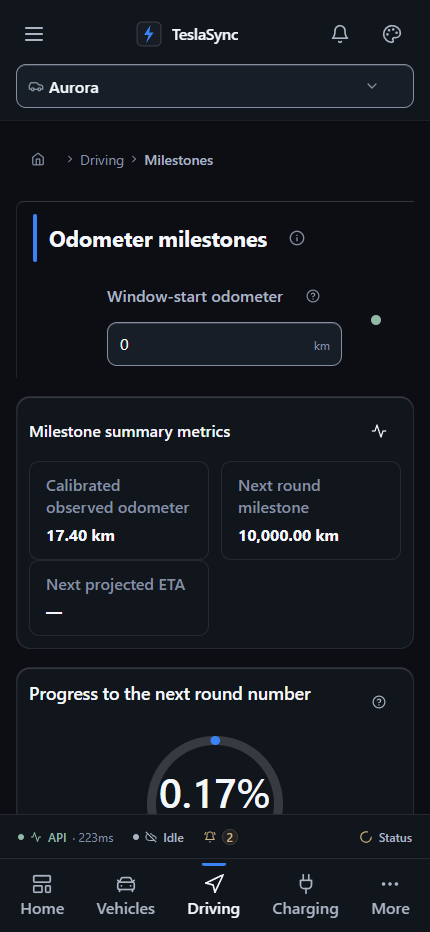 TeslaSync
Aurora
Driving
Milestones
Odometer milestones
Window-start odometer
0
km
Milestone summary metrics
Calibrated
observed odometer
17.40 km
Next round
milestone
10,000.00 km
Next projected ETA
—
Progress to the next round number
0.17%
API · 223ms
Idle
2
Status
Home
Vehicles
Driving
Charging
More